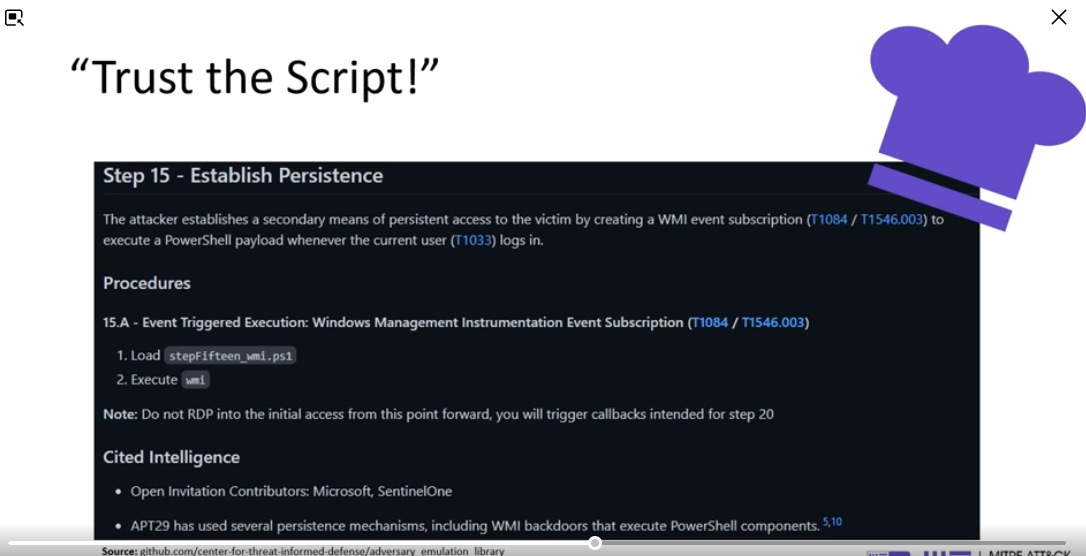 “Trust the Script!”
Step 15 - Establish Persistence
The attacker establishes a secondary means of persistent access to the victim by creating a WMI event subscription (T1084 / T1546.003) to
execute a PowerShell payload whenever the current user (T1033) logs in.
Procedures
15.A - Event Triggered Execution: Windows Management Instrumentation Event Subscription (T1084 / T1546.003)
1. Load stepFifteen_wmi.ps1
2. Execute wmi
Note: Do not RDP into the initial access from this point forward, you will trigger callbacks intended for step 20
Cited Intelligence
• Open Invitation Contributors: Microsoft, SentinelOne
• APT29 has used several persistence mechanisms, including WMI backdoors that execute PowerShell components. 5,10
Source: github.com/center-for-threat-informed-defense/adversary_emulation_library
| MITRE ATT&CK